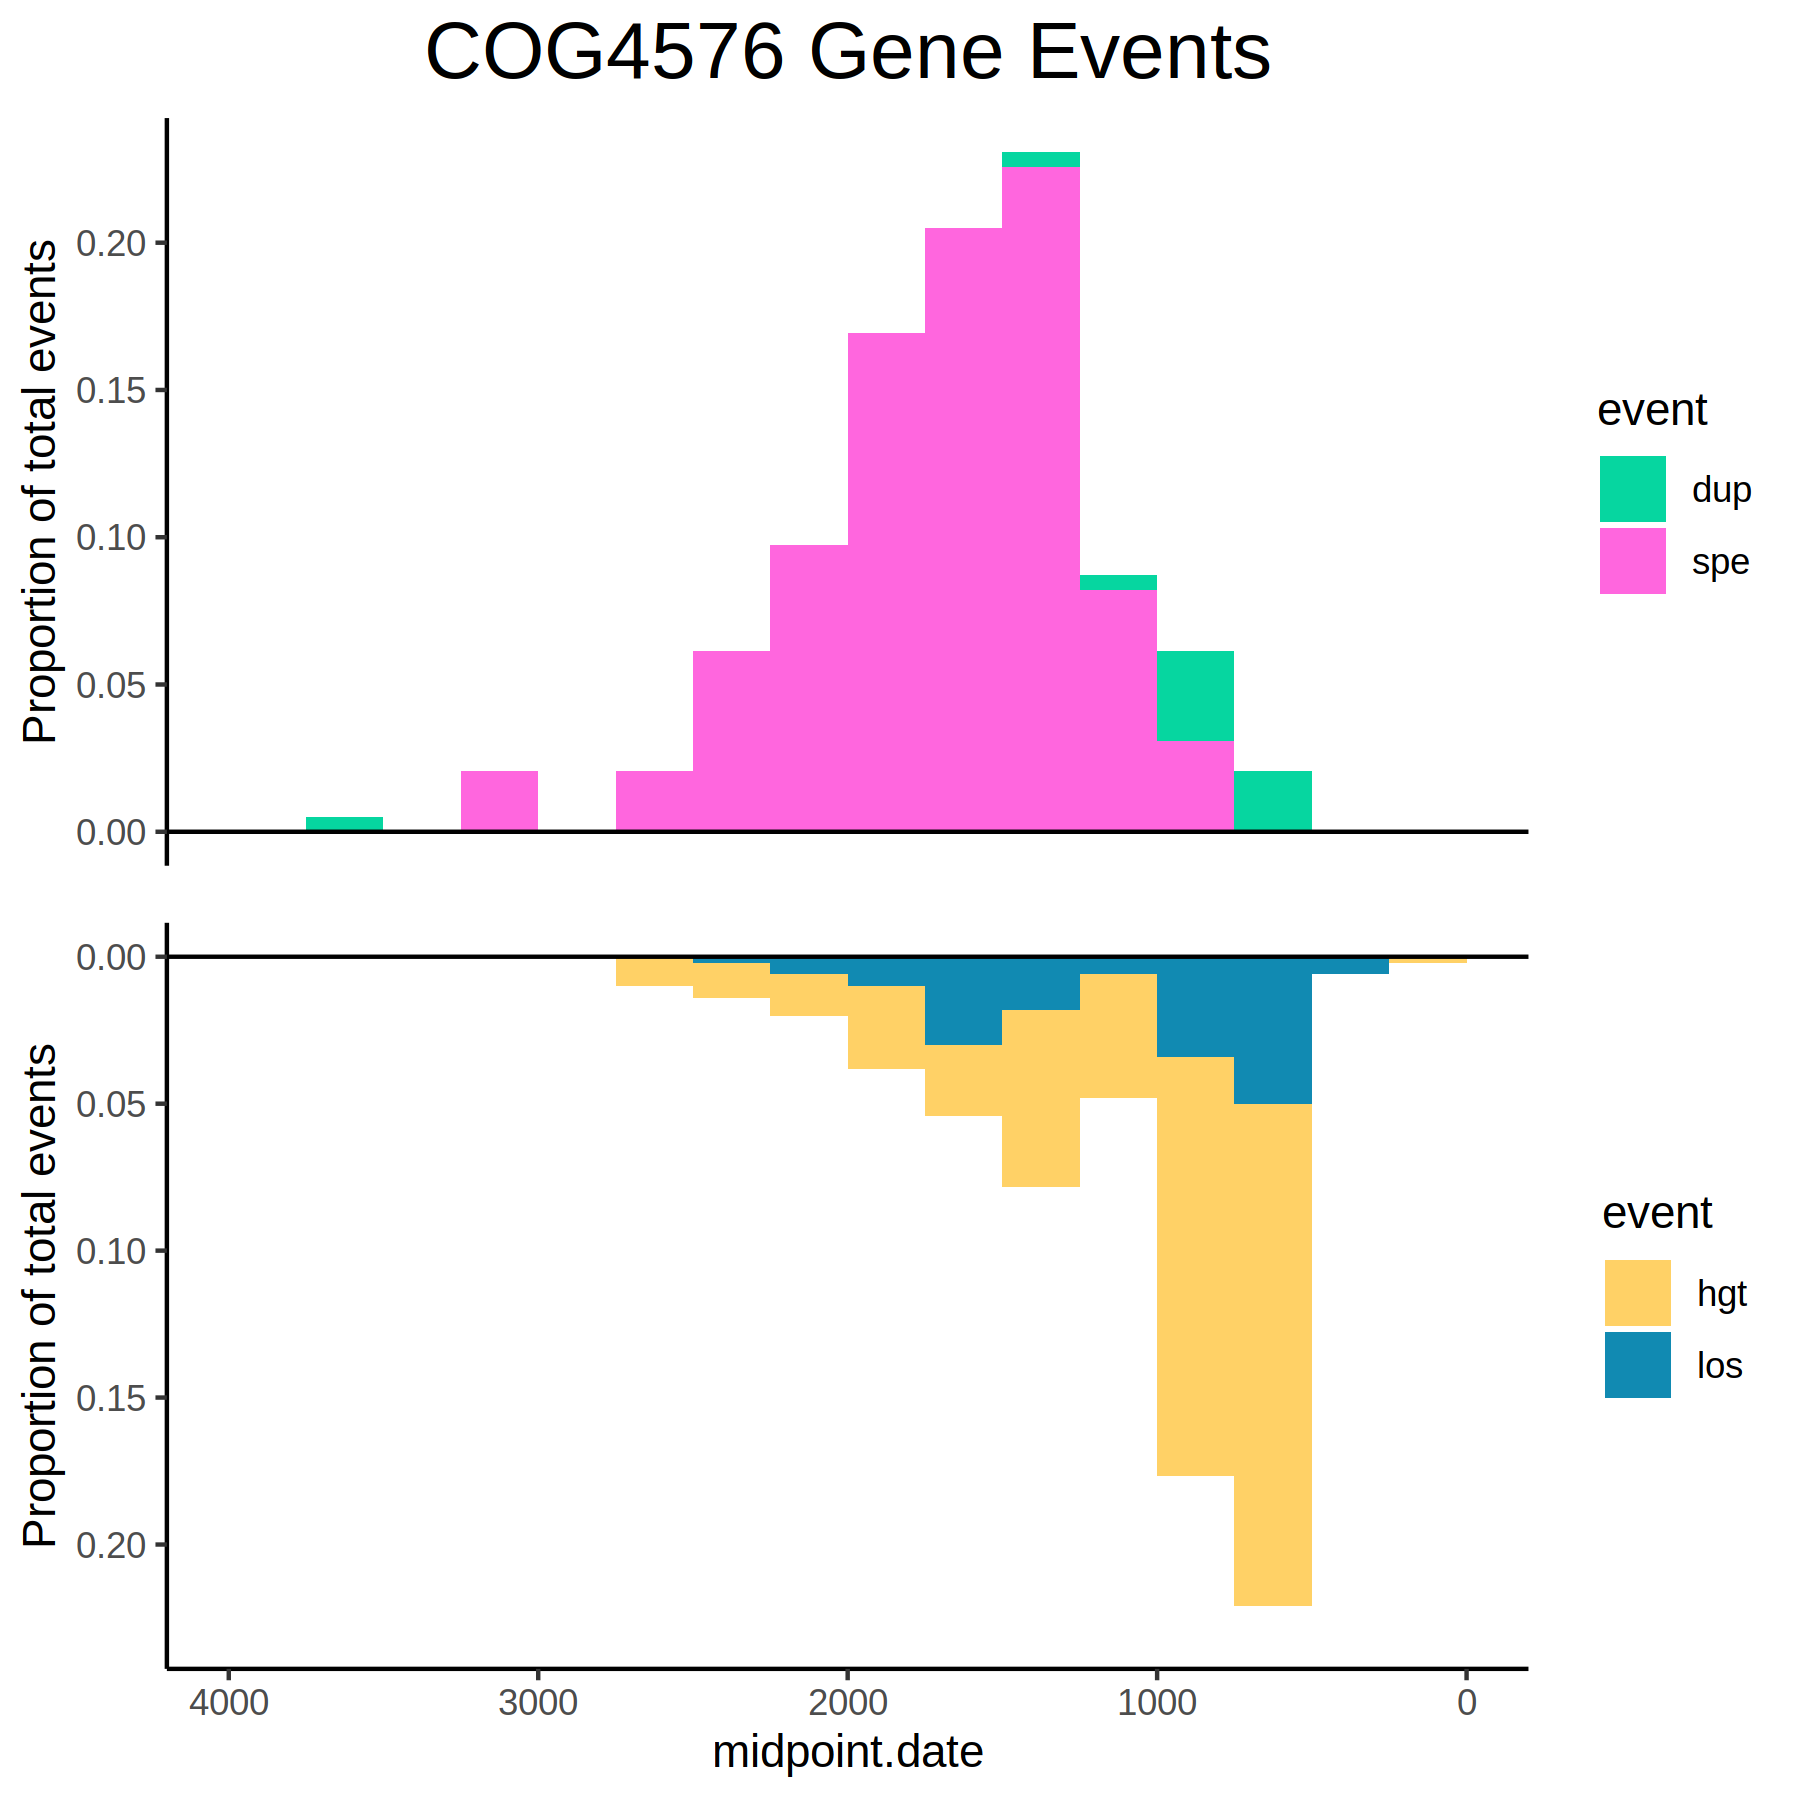 COG4576 Gene Events
Proportion of total events
0.20
0.15
0.10
0.05
0.00
event
dup
spe
Proportion of total events
0.00
0.05
0.10
0.15
0.20
event
hgt
los
4000 3000 2000 1000 0
midpoint.date